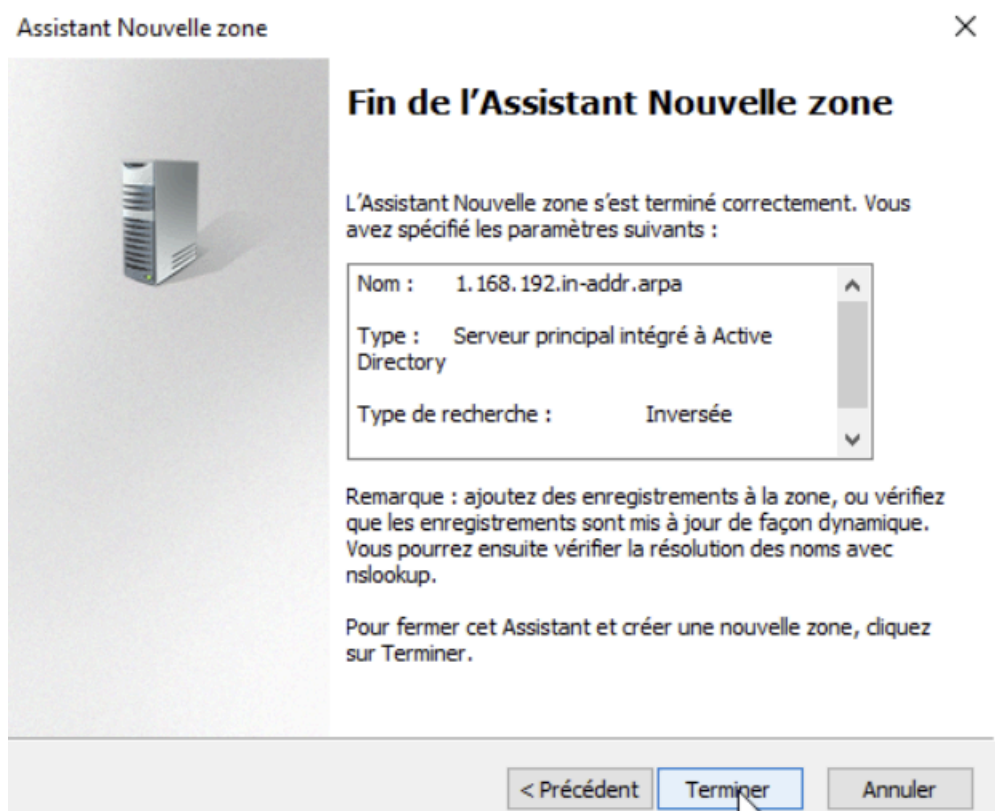 Assistant Nouvelle zone
Fin de l’Assistant Nouvelle zone
L’Assistant Nouvelle zone s’est terminé correctement. Vous
avez spécifié les paramètres suivants :
Nom : 1.168.192.in-addr.arpa
Type : Serveur principal intégré à Active
Directory
Type de recherche : Inversée
Remarque : ajoutez des enregistrements à la zone, ou vérifiez
que les enregistrements sont mis à jour de façon dynamique.
Vous pourrez ensuite vérifier la résolution des noms avec
nslookup.
Pour fermer cet Assistant et créer une nouvelle zone, cliquez
sur Terminer.
< Précédent Terminer Annuler